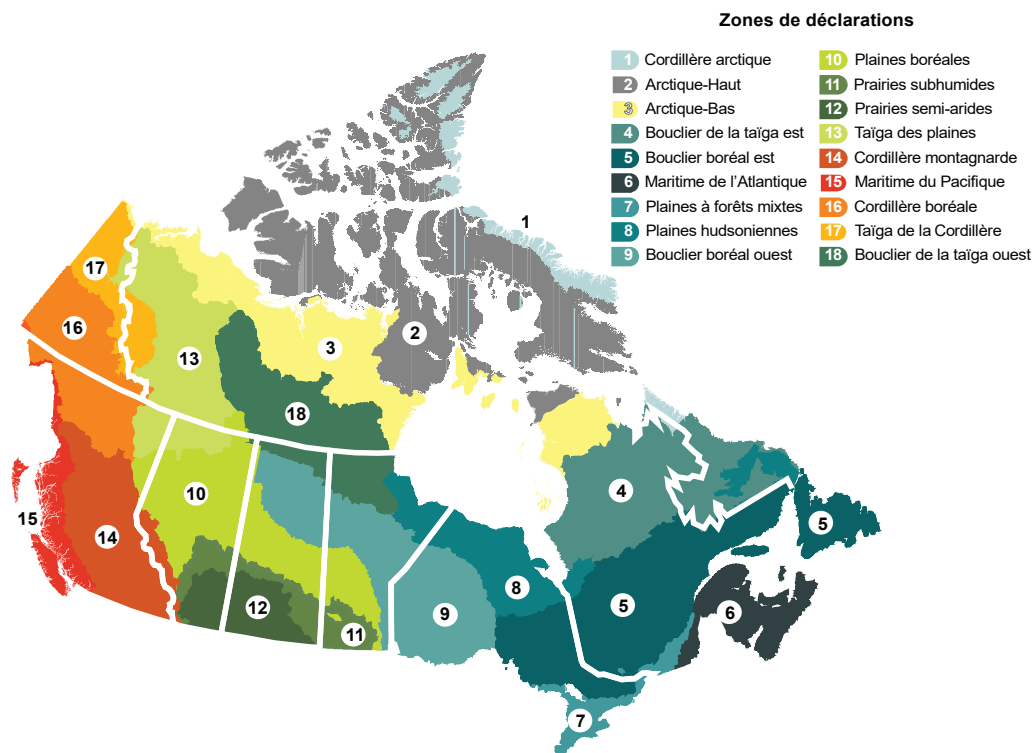 Zones de déclarations
1 Cordillère arctique
2 Arctique-Haut
3 Arctique-Bas
4 Bouclier de la taïga est
5 Bouclier boréal est
6 Maritime de l’Atlantique
7 Plaines à forêts mixtes
8 Plaines hudsoniennes
9 Bouclier boréal ouest
10 Plaines boréales
11 Prairies subhumides
12 Prairies semi-arides
13 Taïga des plaines
14 Cordillère montagnarde
15 Maritime du Pacifique
16 Cordillère boréale
17 Taïga de la Cordillère
18 Bouclier de la taïga ouest
1
17
16
2
3
13
18
4
10
15
5
14
8
5
12
9
6
11
7